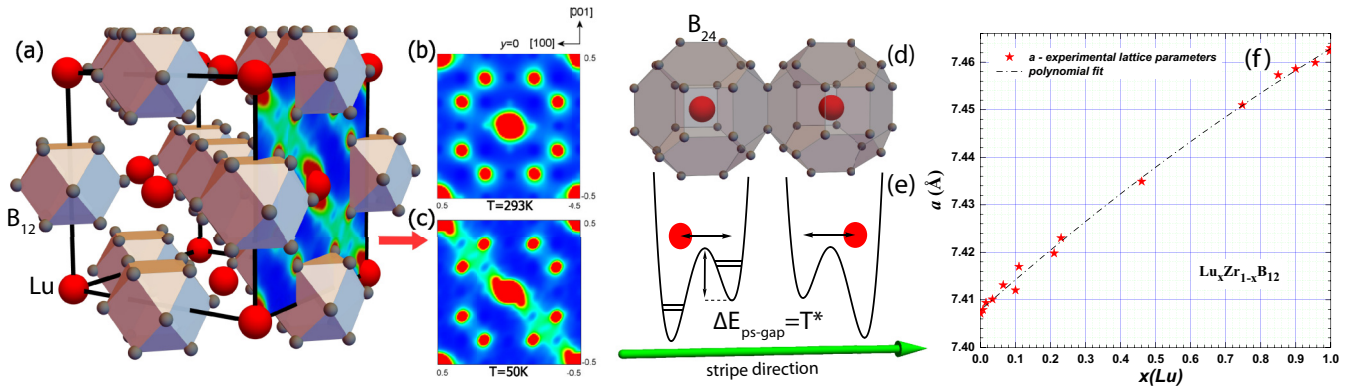 (a)
B12
Lu
(b)
y=0 [100]
[001]
0.5
0.5 T=293K -0.5
-4.5
(c)
0.5
0.5 T=50K -4.5
-0.5
B24
(d)
(e)
ΔEps-gap=T*
stripe direction
(f)
a - experimental lattice parameters
polynomial fit
LuxZr1-xB12
a (Å)
7.46
7.45
7.44
7.43
7.42
7.41
7.40
0.0 0.1 0.2 0.3 0.4 0.5 0.6 0.7 0.8 0.9 1.0
x(Lu)